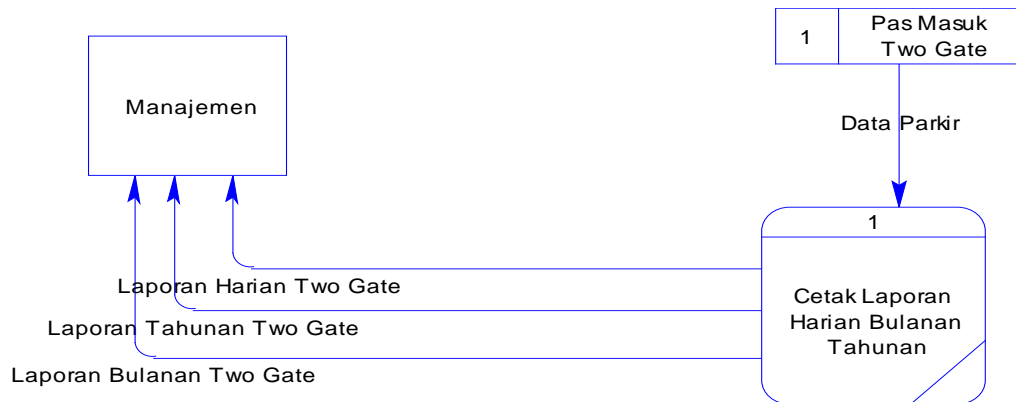 1
Pas Masuk
Two Gate
Manajemen
Data Parkir
1
Laporan Harian Two Gate
Cetak Laporan
Harian Bulanan
Tahunan
Laporan Tahunan Two Gate
Laporan Bulanan Two Gate